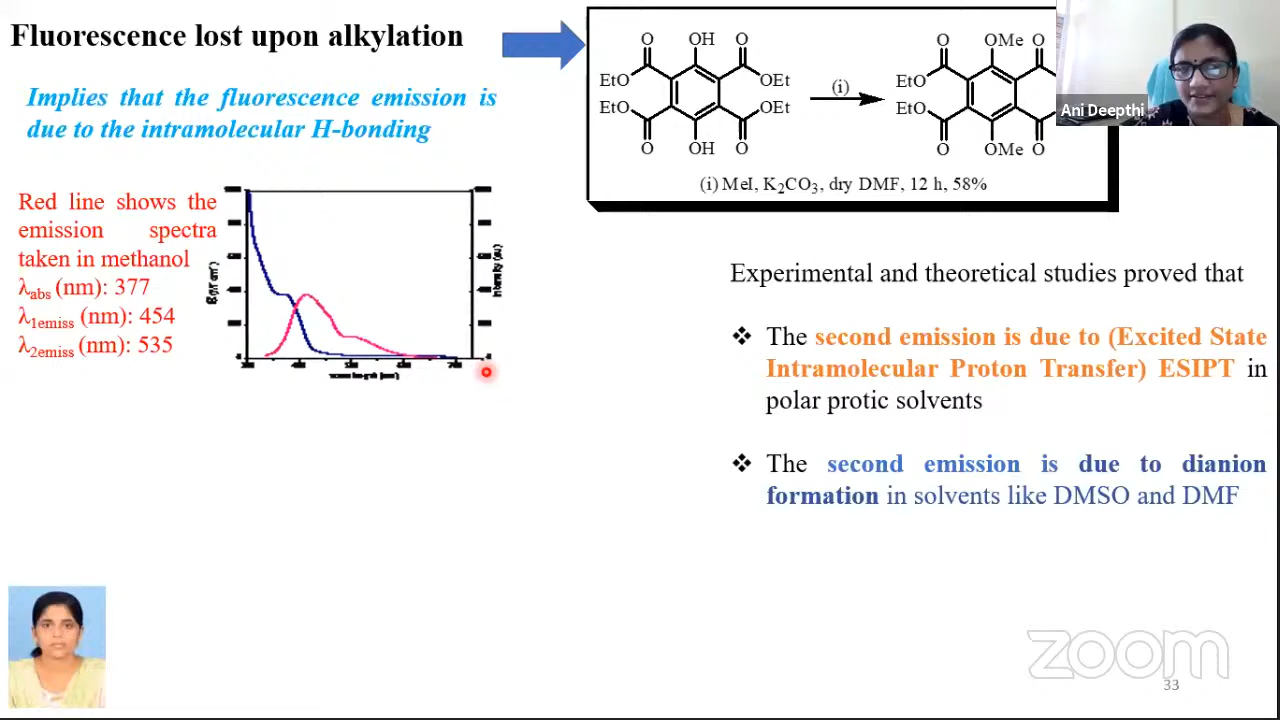 Fluorescence lost upon alkylation
Implies that the fluorescence emission is
due to the intramolecular H-bonding
Red line shows the
emission spectra
taken in methanol
λabs (nm): 377
λ1emiss (nm): 454
λ2emiss (nm): 535
O OH O
EtO OEt
EtO OEt
O OH O
(i)
O OMe O
EtO
EtO
O OMe O
(i) MeI, K2CO3, dry DMF, 12 h, 58%
Ani Deepthi
Experimental and theoretical studies proved that
❖ The second emission is due to (Excited State
Intramolecular Proton Transfer) ESIPT in
polar protic solvents
❖ The second emission is due to dianion
formation in solvents like DMSO and DMF
zoom
33